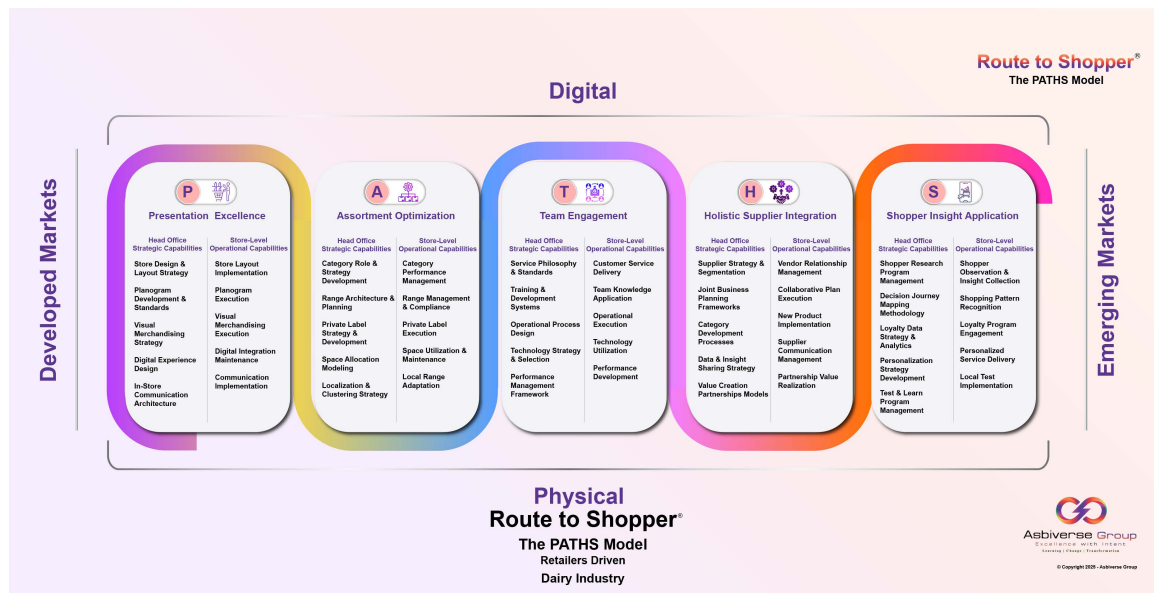 Route to Shopper®
The PATHS Model
Digital
Developed Markets
P
Presentation Excellence
Head Office
Strategic Capabilities
Store Design &
Layout Strategy
Planogram
Development &
Standards
Visual
Merchandising
Strategy
Digital Experience
Design
In-Store
Communication
Architecture
Store-Level
Operational Capabilities
Store Layout
Implementation
Planogram
Execution
Visual
Merchandising
Execution
Digital Integration
Maintenance
Communication
Implementation
A
Assortment Optimization
Head Office
Strategic Capabilities
Category Role &
Strategy
Development
Range Architecture &
Planning
Private Label
Strategy &
Development
Space Allocation
Modeling
Localization &
Clustering Strategy
Store-Level
Operational Capabilities
Category
Performance
Management
Range Management
& Compliance
Private Label
Execution
Space Utilization &
Maintenance
Local Range
Adaptation
T
Team Engagement
Head Office
Strategic Capabilities
Service Philosophy
& Standards
Training &
Development
Systems
Operational Process
Design
Technology Strategy
& Selection
Performance
Management
Framework
Store-Level
Operational Capabilities
Customer Service
Delivery
Team Knowledge
Application
Operational
Execution
Technology
Utilization
Performance
Development
H
Holistic Supplier Integration
Head Office
Strategic Capabilities
Supplier Strategy &
Segmentation
Joint Business
Planning
Frameworks
Category
Development
Processes
Data & Insight
Sharing Strategy
Value Creation
Partnerships Models
Store-Level
Operational Capabilities
Vendor Relationship
Management
Collaborative Plan
Execution
New Product
Implementation
Supplier
Communication
Management
Partnership Value
Realization
S
Shopper Insight Application
Head Office
Strategic Capabilities
Shopper Research
Program
Management
Decision Journey
Mapping
Methodology
Loyalty Data
Strategy &
Analytics
Personalization
Strategy
Development
Test & Learn
Program
Management
Store-Level
Operational Capabilities
Shopper
Observation &
Insight Collection
Shopping Pattern
Recognition
Loyalty Program
Engagement
Personalized
Service Delivery
Local Test
Implementation
Emerging Markets
Physical
Route to Shopper®
The PATHS Model
Retailers Driven
Dairy Industry
Asbiverse Group
Excellence with Intent
Learning | Change | Transformation
© Copyright 2025 - Asbiverse Group